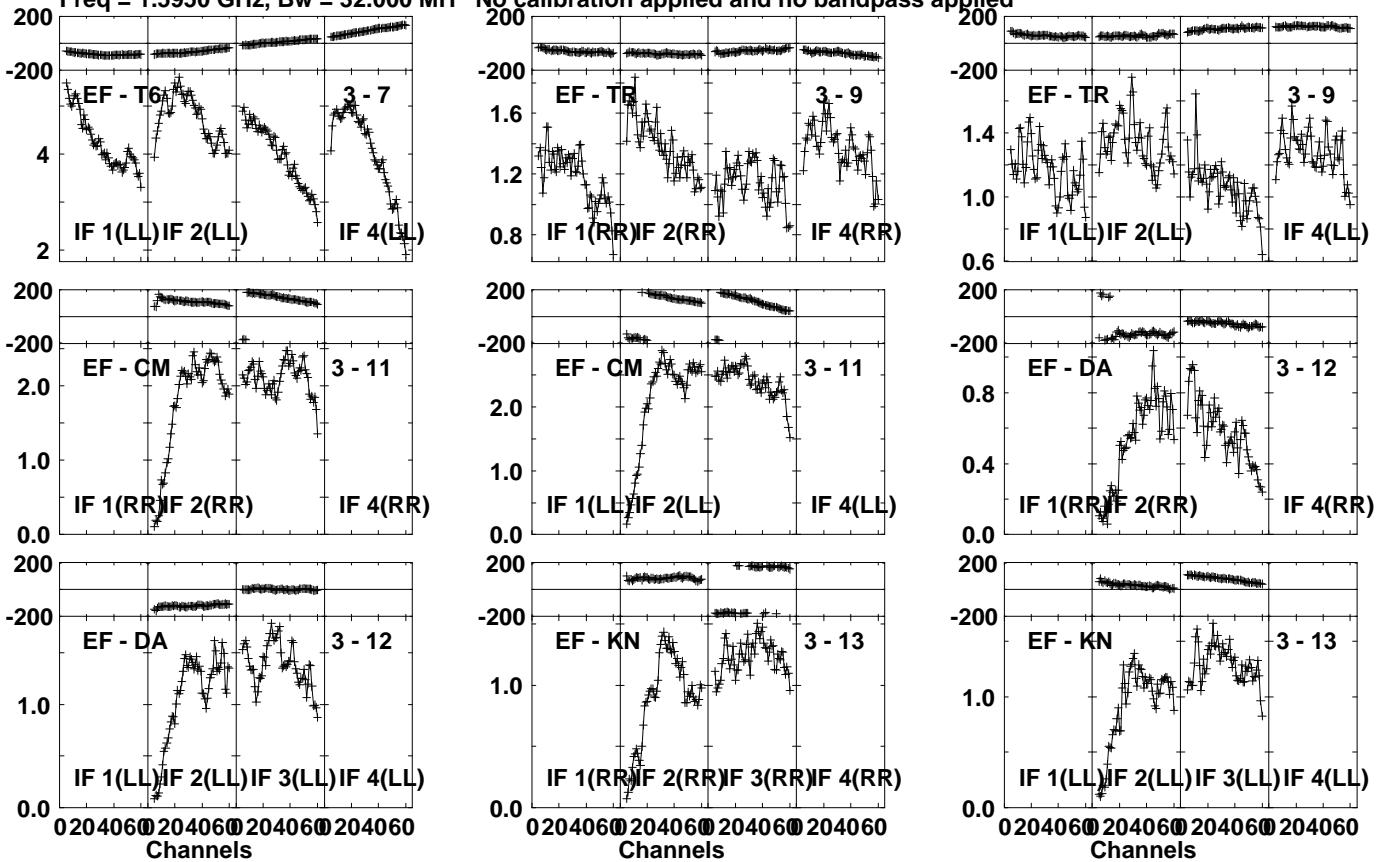 Freq = 1.5950 GHz, Bw = 32.000 MH No calibration applied and no bandpass applied
200 200 200
-200 -200 -200
EF - T6 3 - 7 EF - TR 3 - 9 EF - TR 3 - 9
1.6
4 1.4
1.2
1.0
IF 1(LL) IF 2(LL) IF 4(LL) IF 1(RR) IF 2(RR) IF 4(RR) IF 1(LL) IF 2(LL) IF 4(LL)
2 0.8 0.6
200 200 200
-200 -200 -200
EF - CM 3 - 11 EF - CM 3 - 11 EF - DA 3 - 12
2.0 2.0 0.8
1.0 1.0 0.4
IF 1(RR) IF 2(RR) IF 4(RR) IF 1(LL) IF 2(LL) IF 4(LL) IF 1(RR) IF 2(RR) IF 4(RR)
0.0 0.0 0.0
200 200 200
-200 -200 -200
EF - DA 3 - 12 EF - KN 3 - 13 EF - KN 3 - 13
1.0 1.0 1.0
IF 1(LL) IF 2(LL) IF 3(LL) IF 4(LL) IF 1(RR) IF 2(RR) IF 3(RR) IF 4(RR) IF 1(LL) IF 2(LL) IF 3(LL) IF 4(LL)
0.0 0.0 0.0
0 20 40 60 0 20 40 60 0 20 40 60 0 20 40 60 0 20 40 60 0 20 40 60 0 20 40 60 0 20 40 60 0 20 40 60 0 20 40 60 0 20 40 60 0 20 40 60
Channels Channels Channels